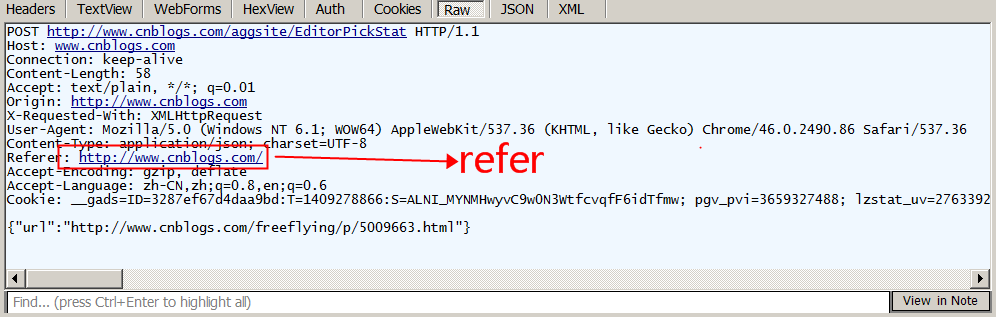 Headers TextView WebForms HexView Auth Cookies Raw JSON XML
POST http://www.cnblogs.com/aggsite/EditorPickStat HTTP/1.1
Host: www.cnblogs.com
Connection: keep-alive
Content-Length: 58
Accept: text/plain, */*; q=0.01
Origin: http://www.cnblogs.com
X-Requested-With: XMLHttpRequest
User-Agent: Mozilla/5.0 (Windows NT 6.1; WOW64) AppleWebKit/537.36 (KHTML, like Gecko) Chrome/46.0.2490.86 Safari/537.36
Content-Type: application/json; charset=UTF-8
Referer: http://www.cnblogs.com/ refer
Accept-Encoding: gzip, deflate
Accept-Language: zh-CN,zh;q=0.8,en;q=0.6
Cookie: __gads=ID=3287ef67d4daa9bd:T=1409278866:S=ALNI_MYNMHwyvC9w0N3WtfcvqfF6idTfmw; pgv_pvi=3659327488; lzstat_uv=2763392
{"url":"http://www.cnblogs.com/freeflying/p/5009663.html"}
Find... (press Ctrl+Enter to highlight all) View in Note